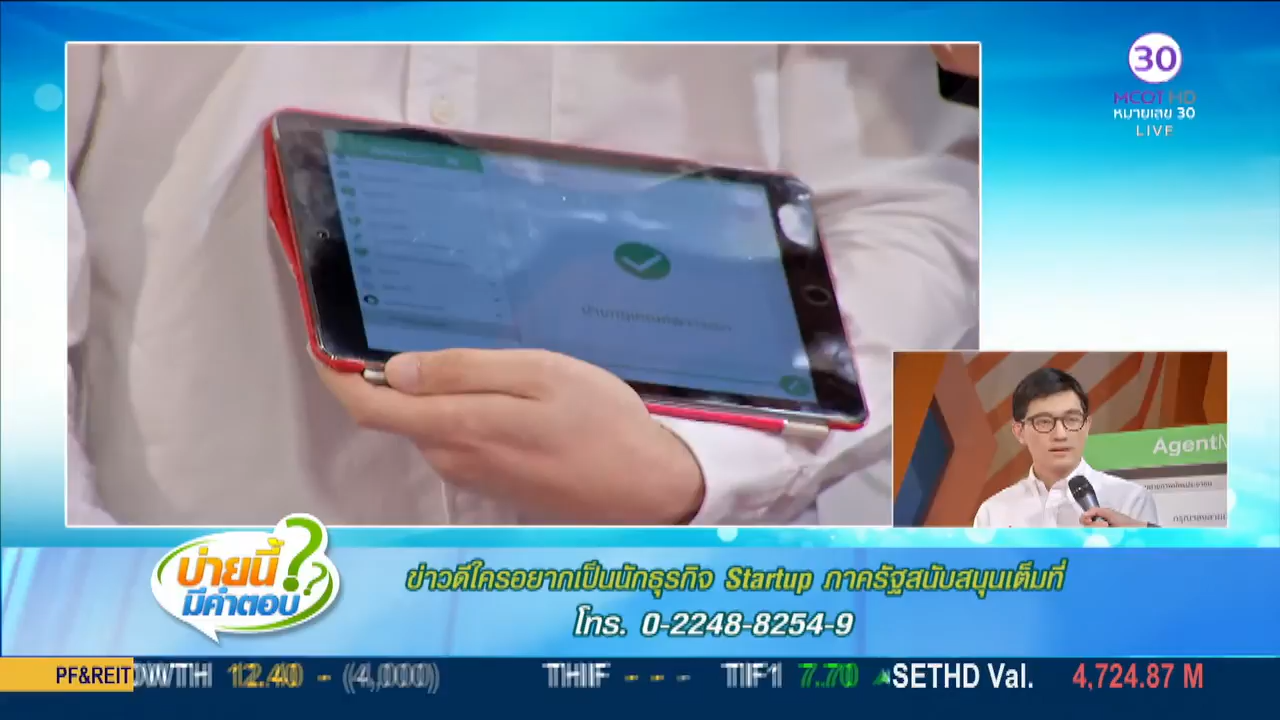 30
MCOT HD
หมายเลข 30
LIVE
AgentM
บ่ายนี้
มีคำตอบ
ข่าวดีใครอยากเป็นนักธุรกิจ Startup ภาครัฐสนับสนุนเต็มที่
โทร. 0-2248-8254-9
PF&REIT OWTH 12.40 - (4,000) THIF - - - TIF1 7.70 SETHD Val. 4,724.87 M